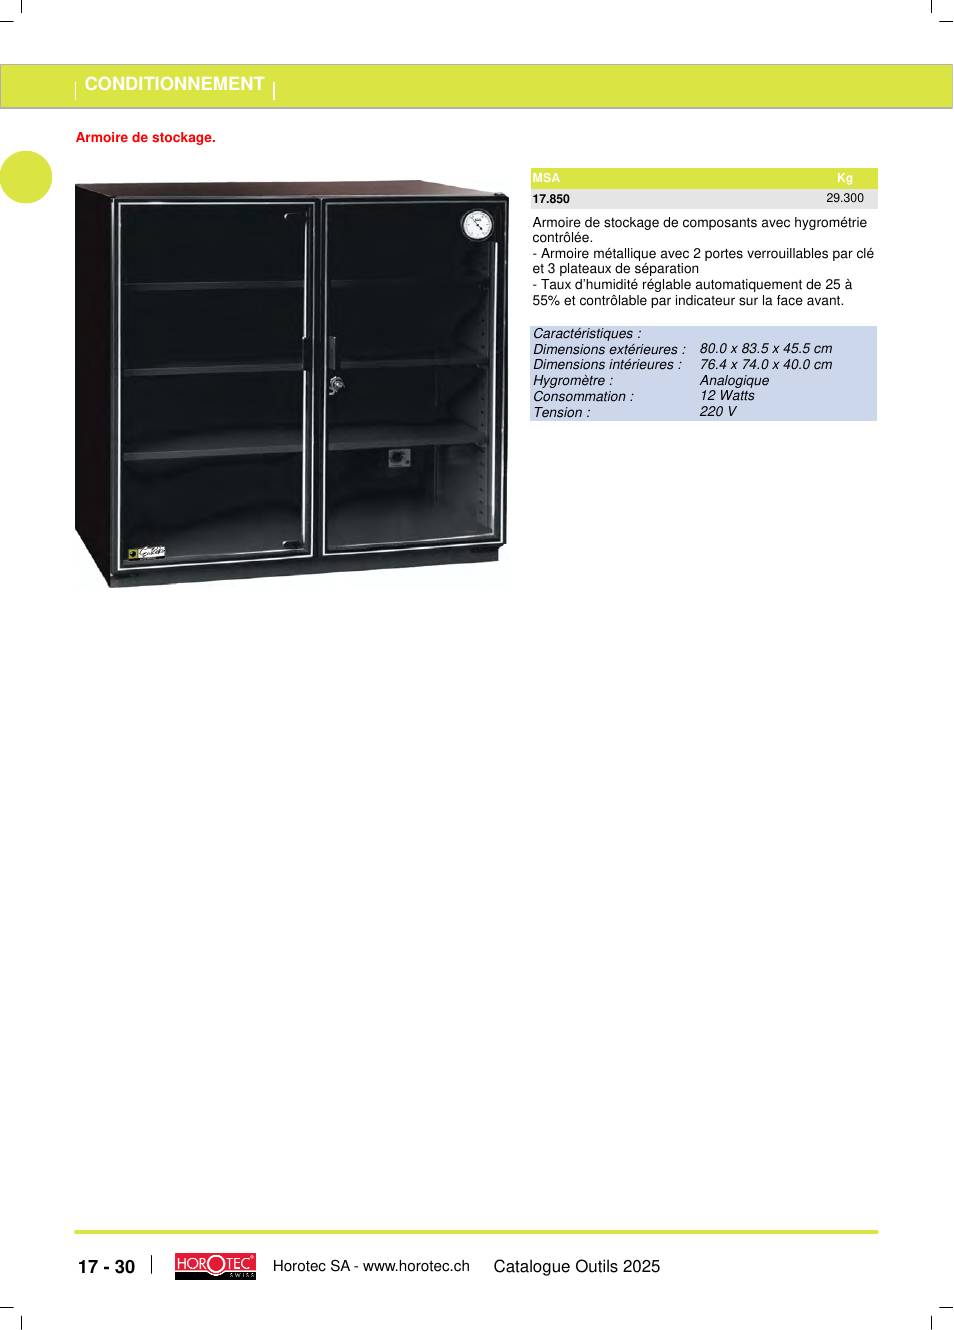 CONDITIONNEMENT
Armoire de stockage.
MSA Kg
17.850 29.300
Armoire de stockage de composants avec hygrométrie
contrôlée.
- Armoire métallique avec 2 portes verrouillables par clé
et 3 plateaux de séparation
- Taux d'humidité réglable automatiquement de 25 à
55% et contrôlable par indicateur sur la face avant.
Caractéristiques :
Dimensions extérieures : 80.0 x 83.5 x 45.5 cm
Dimensions intérieures : 76.4 x 74.0 x 40.0 cm
Hygromètre : Analogique
Consommation : 12 Watts
Tension : 220 V
17 - 30
HOROTEC®
SWISS
Horotec SA - www.horotec.ch
Catalogue Outils 2025